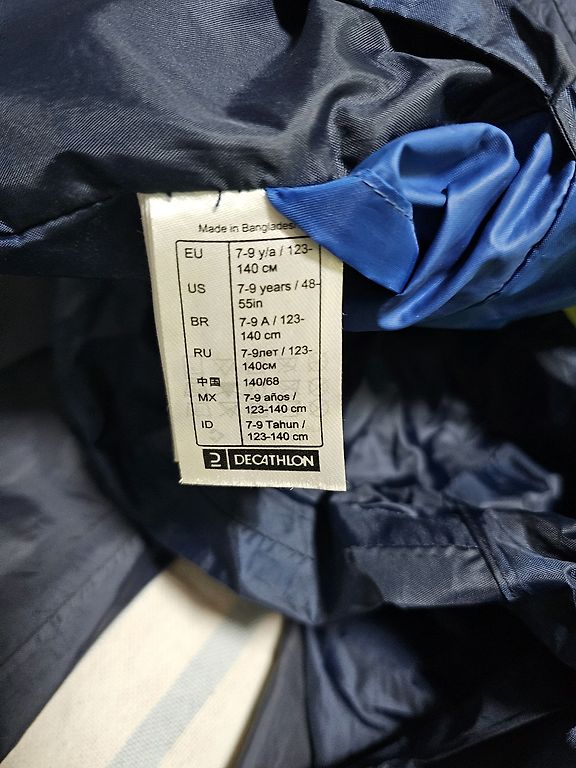 Made in Bangladesh
EU 7-9 y/a / 123-
140 см
US 7-9 years / 48-
55in
BR 7-9 A / 123-
140 cm
RU 7-9лет / 123-
140см
中国 140/68
MX 7-9 años /
123-140 cm
ID 7-9 Tahun /
123-140 cm
DECATHLON